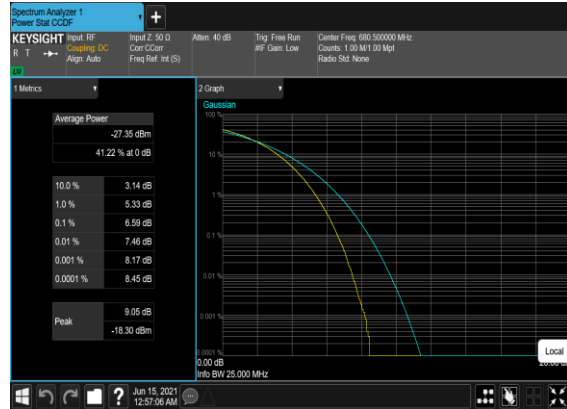 Spectrum Analyzer 1
Power Stat CCDF
+
KEYSIGHT
R T
LXI
Input: RF
Coupling: DC
Align: Auto
Input Z: 50 Ω
Corr CCorr
Freq Ref: Int (S)
Atten: 40 dB
Trig: Free Run
#IF Gain: Low
Center Freq: 680.500000 MHz
Counts: 1.00 M/1.00 Mpt
Radio Std: None
1 Metrics
Average Power
-27.35 dBm
41.22 % at 0 dB
10.0 % 3.14 dB
1.0 % 5.33 dB
0.1 % 6.59 dB
0.01 % 7.46 dB
0.001 % 8.17 dB
0.0001 % 8.45 dB
Peak
9.05 dB
-18.30 dBm
2 Graph
Gaussian
100 %
10 %
1 %
0.1 %
0.01 %
0.001 %
0.0001 %
0.00 dB
Info BW 25.000 MHz
Local
?
Jun 15, 2021
12:57:06 AM